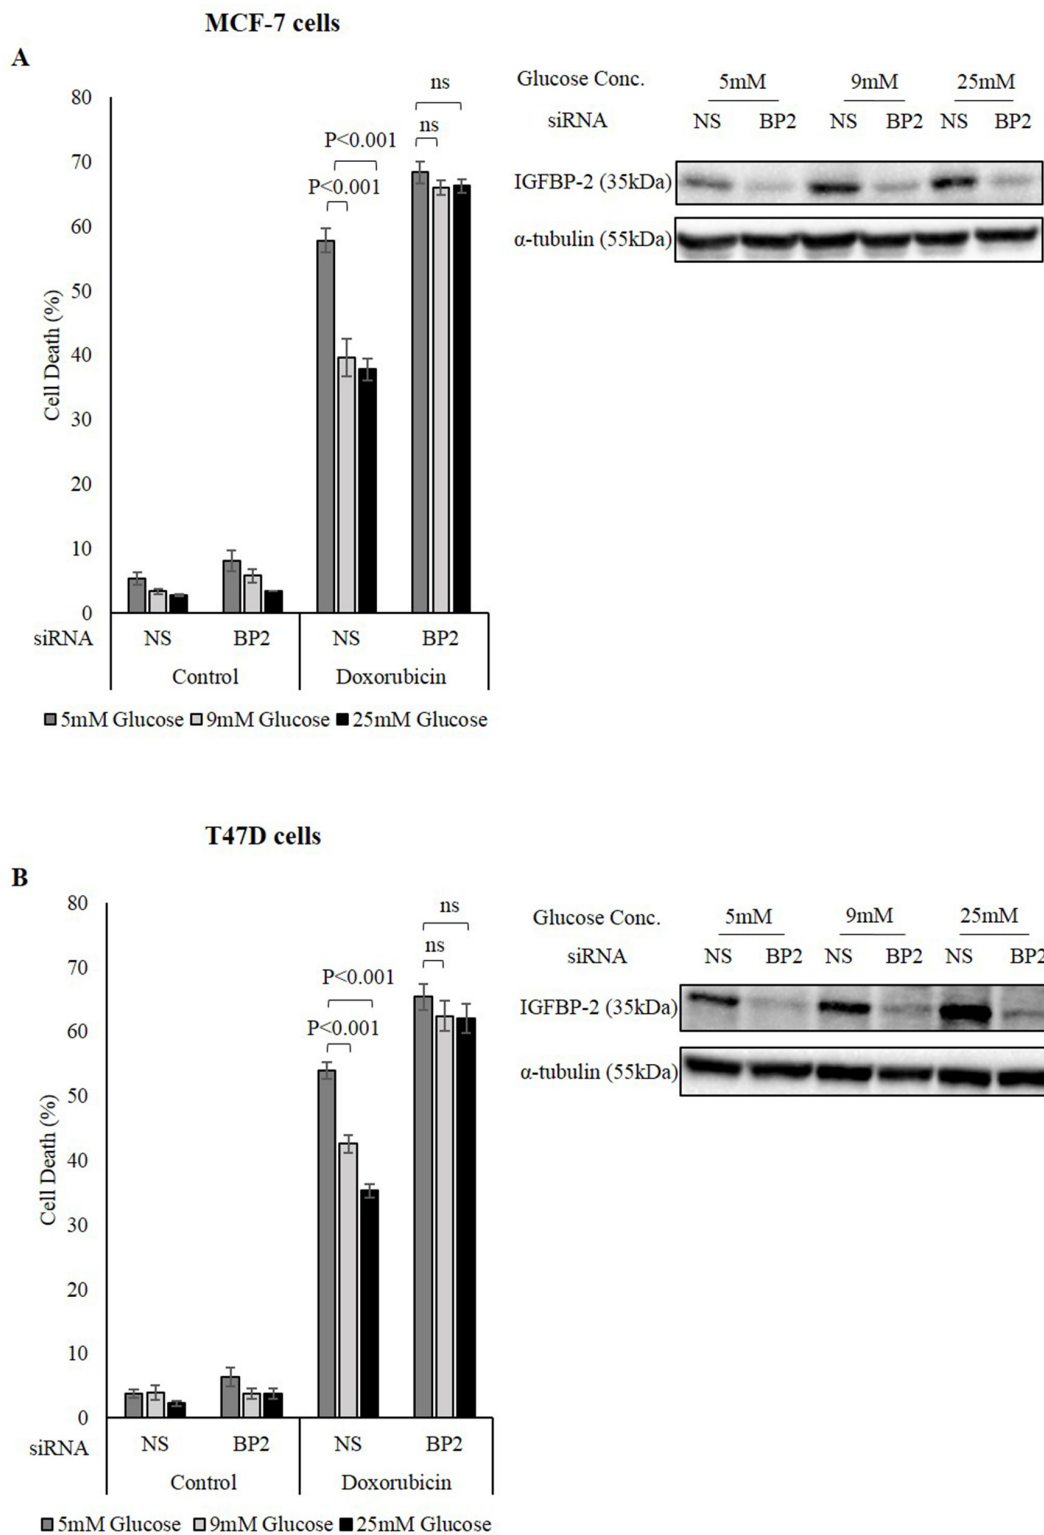 MCF-7 cells
A
Glucose Conc. 5mM 9mM 25mM
siRNA NS BP2 NS BP2 NS BP2
IGFBP-2 (35kDa)
α-tubulin (55kDa)
ns
ns
P<0.001
P<0.001
Cell Death (%)
80
70
60
50
40
30
20
10
0
siRNA NS BP2 NS BP2
Control Doxorubicin
5mM Glucose 9mM Glucose 25mM Glucose
T47D cells
B
Glucose Conc. 5mM 9mM 25mM
siRNA NS BP2 NS BP2 NS BP2
IGFBP-2 (35kDa)
α-tubulin (55kDa)
ns
ns
P<0.001
P<0.001
Cell Death (%)
80
70
60
50
40
30
20
10
0
siRNA NS BP2 NS BP2
Control Doxorubicin
5mM Glucose 9mM Glucose 25mM Glucose